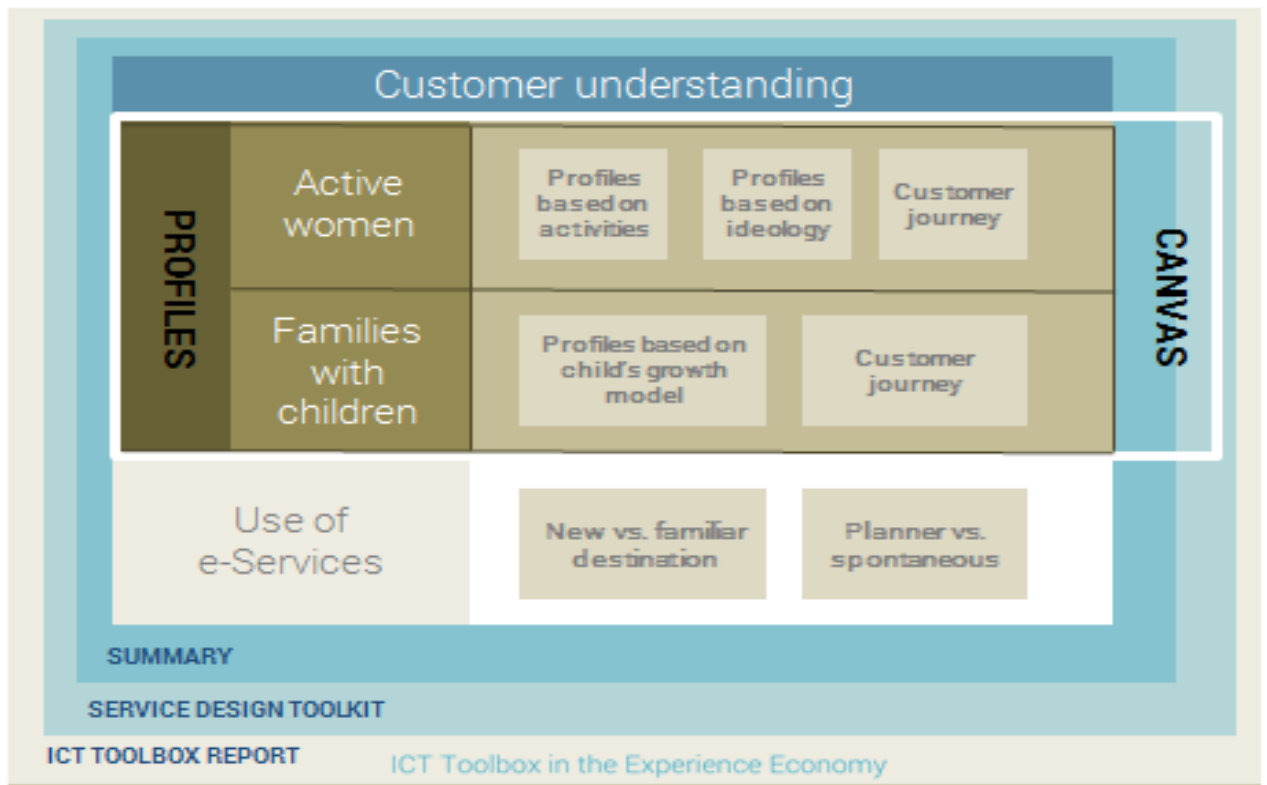 Customer understanding
PROFILES
Active
women
Profiles
based on
activities
Profiles
based on
ideology
Customer
journey
CANVAS
Families
with
children
Profiles based on
child's growth
model
Customer
journey
Use of
e-Services
New vs. familiar
destination
Planner vs.
spontaneous
SUMMARY
SERVICE DESIGN TOOLKIT
ICT TOOLBOX REPORT
ICT Toolbox in the Experience Economy